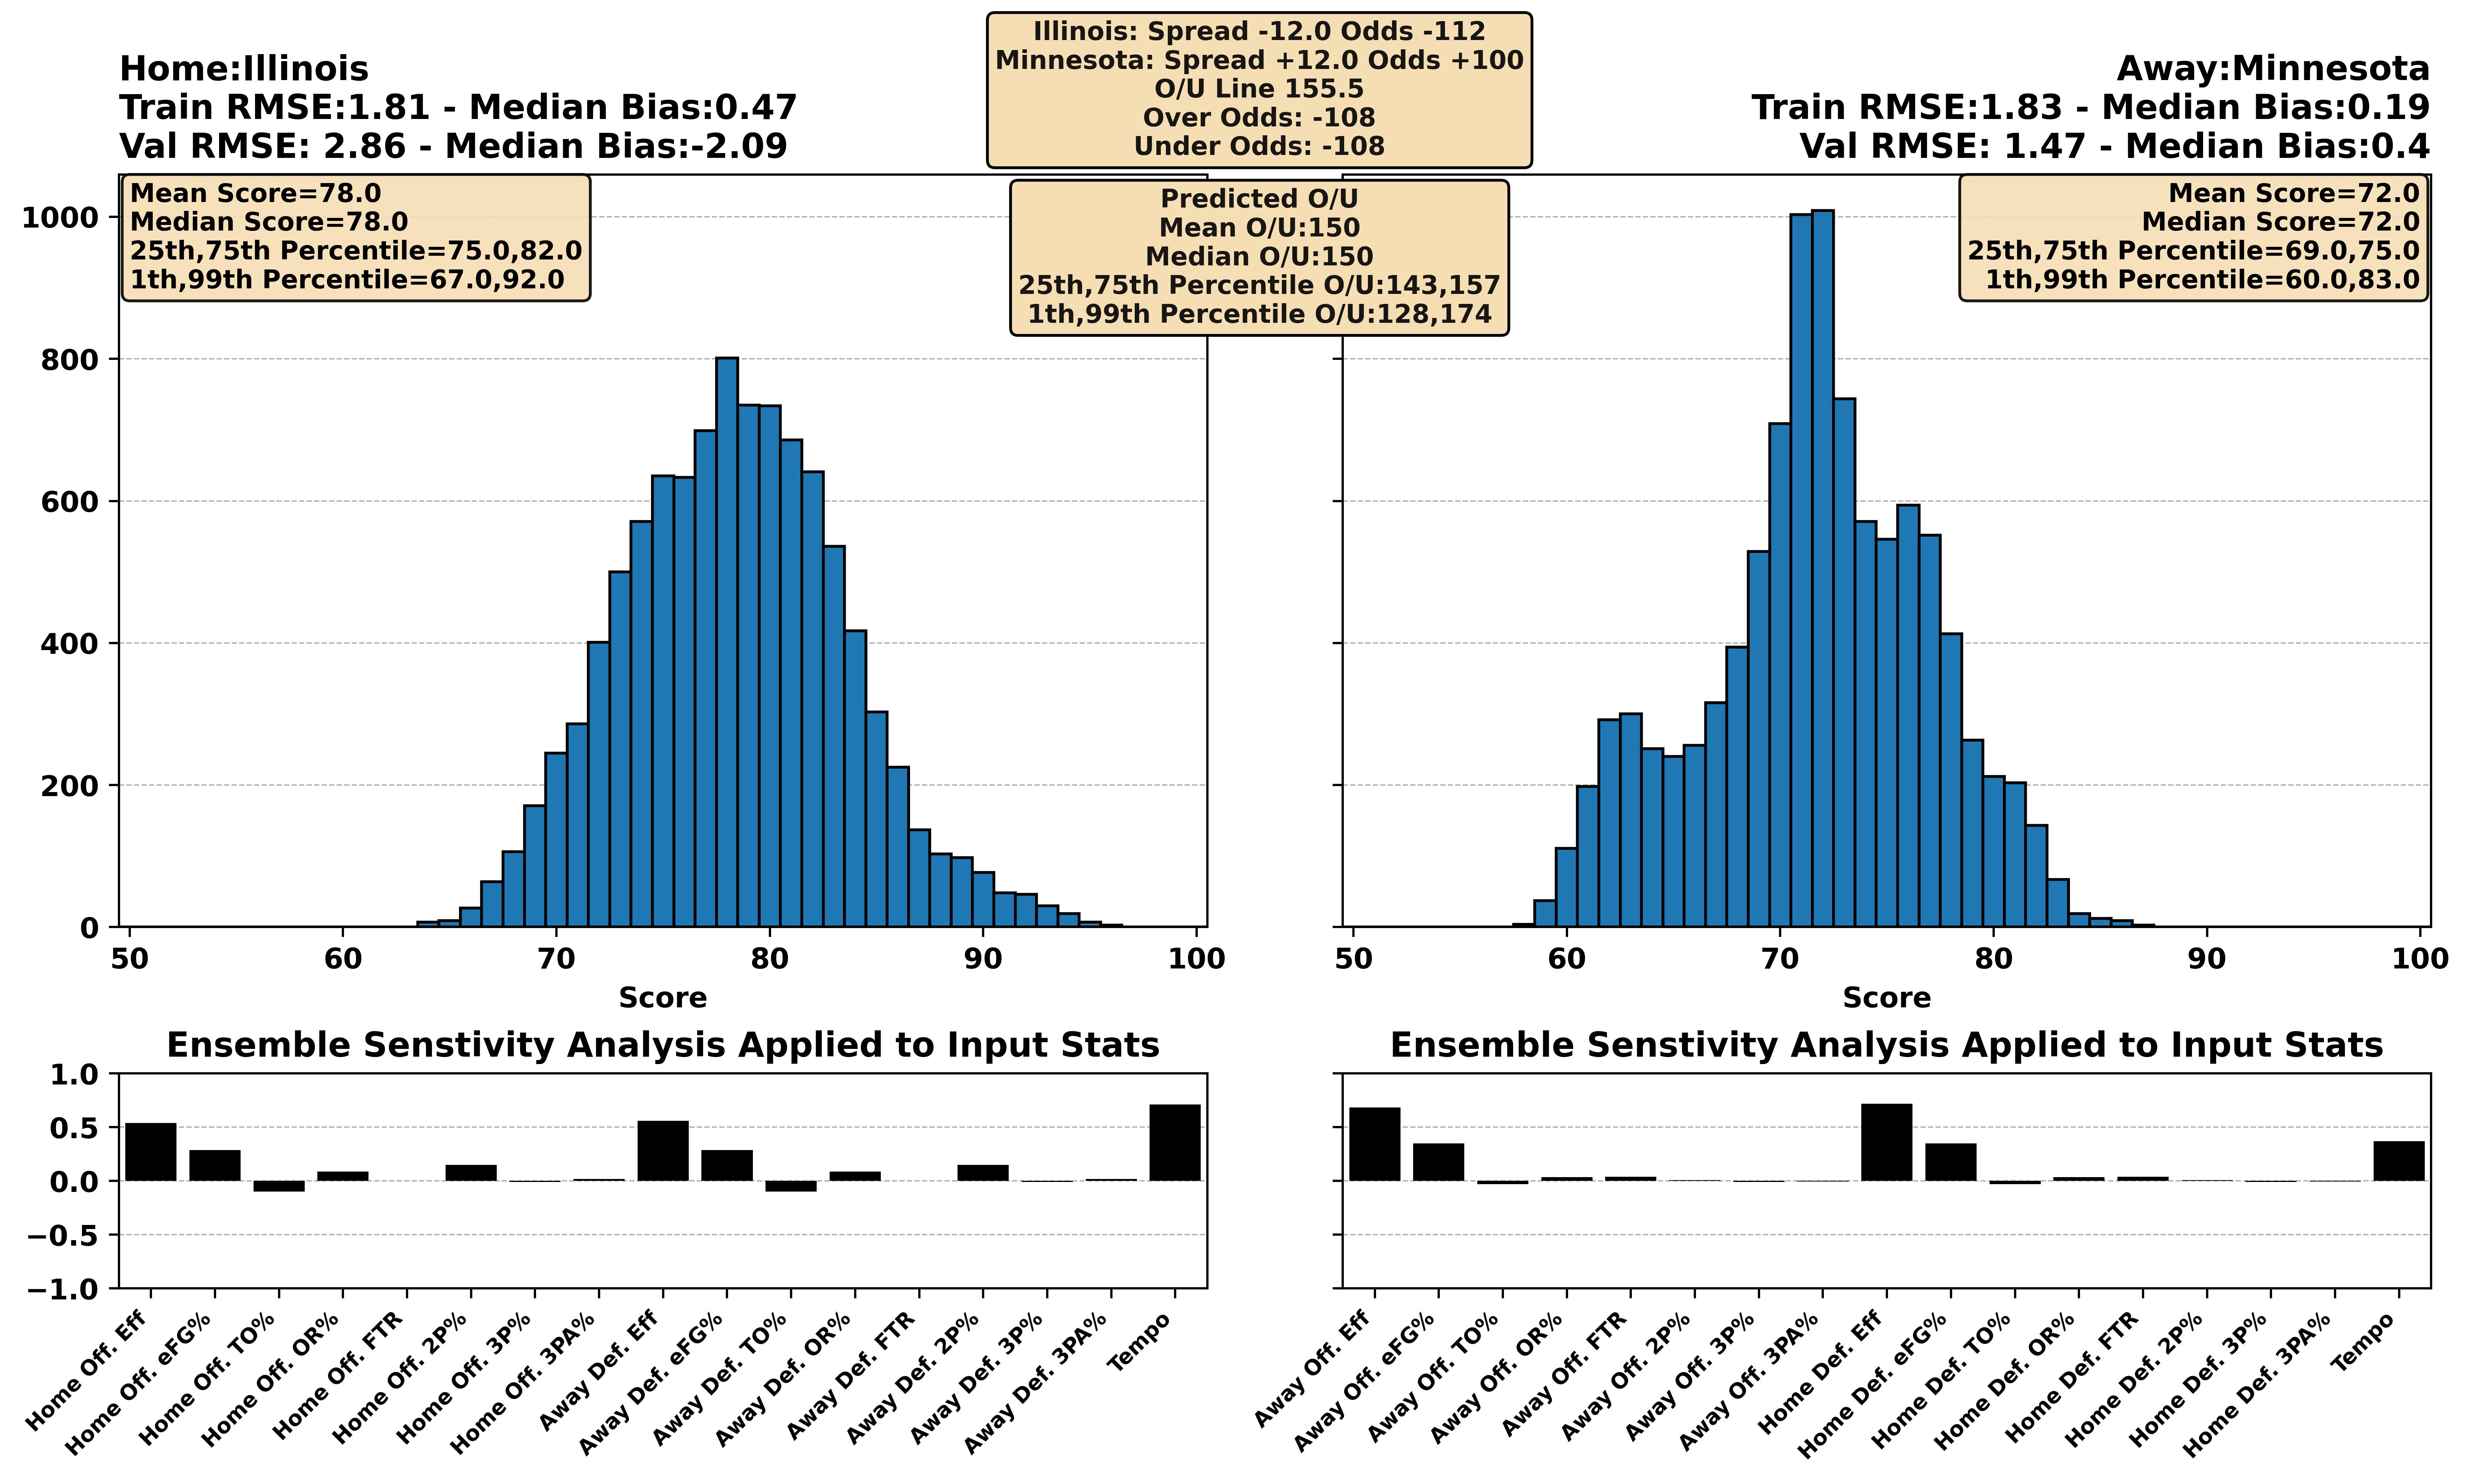 Illinois: Spread -12.0 Odds -112
Minnesota: Spread +12.0 Odds +100
O/U Line 155.5
Over Odds: -108
Under Odds: -108
Home:Illinois
Train RMSE:1.81 - Median Bias:0.47
Val RMSE: 2.86 - Median Bias:-2.09
Away:Minnesota
Train RMSE:1.83 - Median Bias:0.19
Val RMSE: 1.47 - Median Bias:0.4
Mean Score=78.0
Median Score=78.0
25th,75th Percentile=75.0,82.0
1th,99th Percentile=67.0,92.0
Predicted O/U
Mean O/U:150
Median O/U:150
25th,75th Percentile O/U:143,157
1th,99th Percentile O/U:128,174
Mean Score=72.0
Median Score=72.0
25th,75th Percentile=69.0,75.0
1th,99th Percentile=60.0,83.0
1000
800
600
400
200
0
50 60 70 80 90 100
Score
50 60 70 80 90 100
Score
Ensemble Senstivity Analysis Applied to Input Stats
Ensemble Senstivity Analysis Applied to Input Stats
1.0
0.5
0.0
−0.5
−1.0
Home Off. Eff
Home Off. eFG%
Home Off. TO%
Home Off. OR%
Home Off. FTR
Home Off. 2P%
Home Off. 3P%
Home Off. 3PA%
Away Def. Eff
Away Def. eFG%
Away Def. TO%
Away Def. OR%
Away Def. FTR
Away Def. 2P%
Away Def. 3P%
Away Def. 3PA%
Tempo
Away Off. Eff
Away Off. eFG%
Away Off. TO%
Away Off. OR%
Away Off. FTR
Away Off. 2P%
Away Off. 3P%
Away Off. 3PA%
Home Def. Eff
Home Def. eFG%
Home Def. TO%
Home Def. OR%
Home Def. FTR
Home Def. 2P%
Home Def. 3P%
Home Def. 3PA%
Tempo